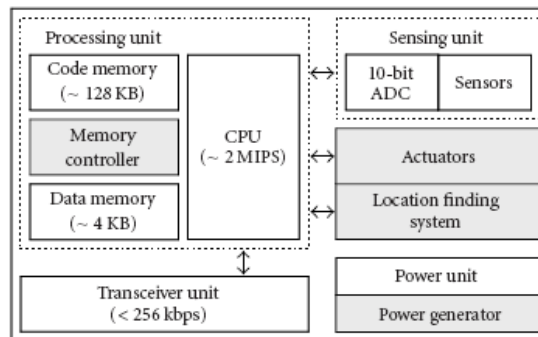 Processing unit
Code memory
(~ 128 KB)
Memory
controller
Data memory
(~ 4 KB)
CPU
(~ 2 MIPS)
Sensing unit
10-bit
ADC
Sensors
Actuators
Location finding
system
Transceiver unit
(< 256 kbps)
Power unit
Power generator